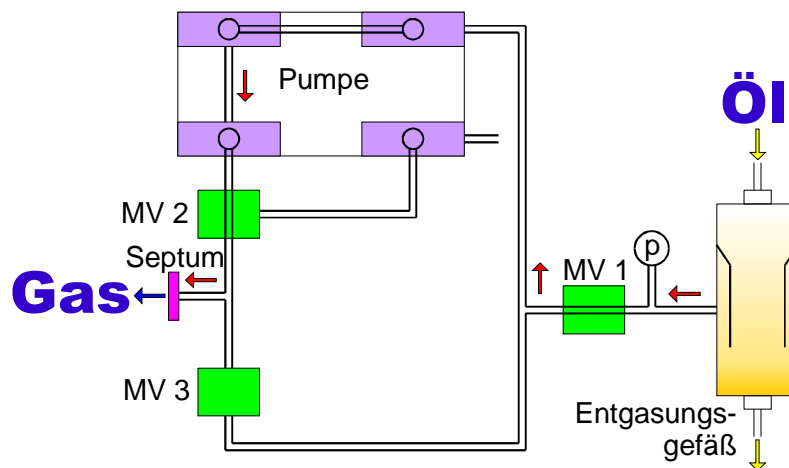 Pumpe
Öl
MV 2
Septum
p
MV 1
Gas
MV 3
Entgasungs-
gefäß